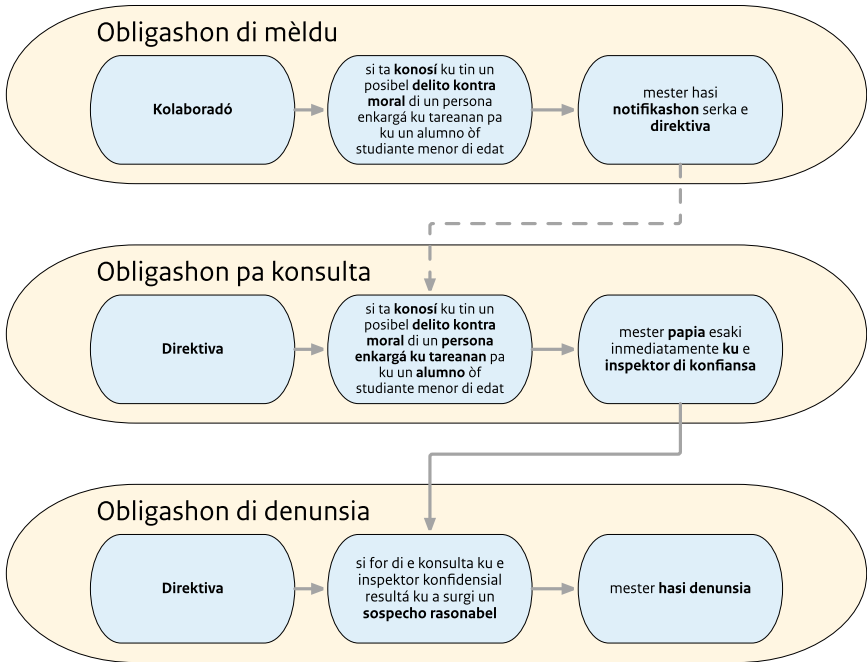 Obligashon di mèldu
Kolaboradó
si ta konosí ku tin un
posibel delito kontra
moral di un persona
enkargá ku tareanan pa
ku un alumno òf
studiante menor di edat
mester hasi
notifikashon serka e
direktiva
Obligashon pa konsulta
Direktiva
si ta konosí ku tin un
posibel delito kontra
moral di un persona
enkargá ku tareanan pa
ku un alumno òf
studiante menor di edat
mester papia esaki
inmediatamente ku e
inspektor di konfiansa
Obligashon di denunsia
Direktiva
si for di e konsulta ku e
inspektor konfidensial
resultá ku a surgi un
sospecho rasonabel
mester hasi denunsia